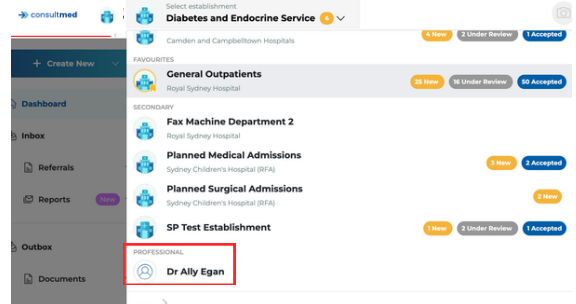 consultmed
Select establishment
Diabetes and Endocrine Service 4
Camden and Campbelltown Hospitals
4 New 2 Under Review 1 Accepted
FAVOURITES
+ Create New
General Outpatients
Royal Sydney Hospital
25 New 16 Under Review 50 Accepted
Dashboard
SECONDARY
Fax Machine Department 2
Royal Sydney Hospital
Inbox
Planned Medical Admissions
Sydney Children's Hospital (RFA)
3 New 2 Accepted
Referrals
Planned Surgical Admissions
Sydney Children's Hospital (RFA)
2 New
Reports New
SP Test Establishment
1 New 2 Under Review 1 Accepted
Outbox
PROFESSIONAL
Dr Ally Egan
Documents